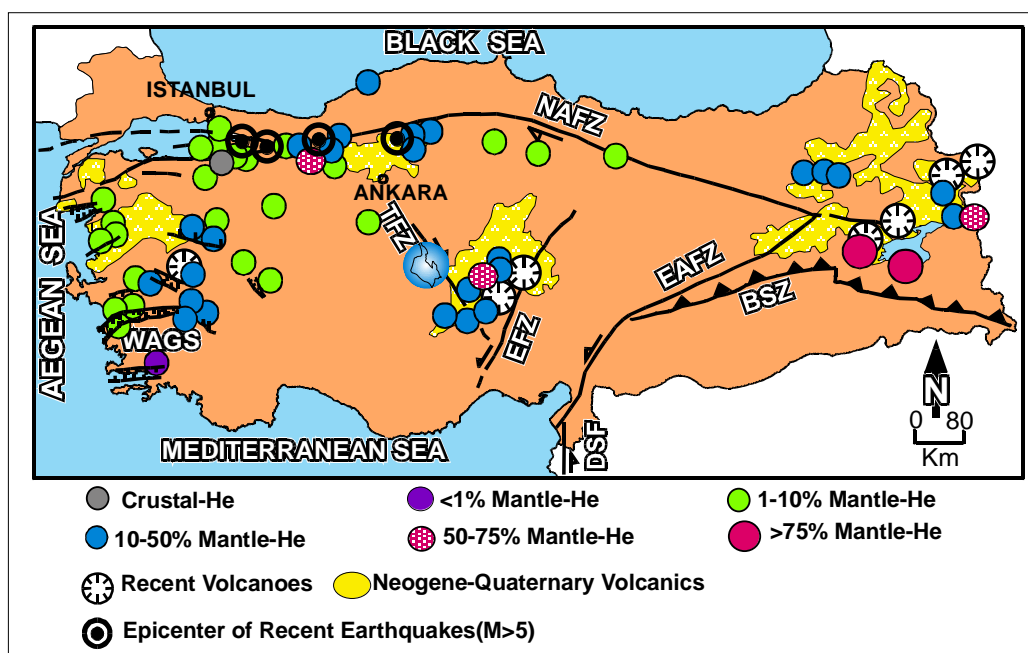 BLACK SEA
ISTANBUL
NAFZ
ANKARA
TFZ
AEGEAN SEA
EAFZ
BSZ
EFZ
WAGS
N
0 80
Km
MEDITERRANEAN SEA
DSF
Crustal-He
<1% Mantle-He
1-10% Mantle-He
10-50% Mantle-He
50-75% Mantle-He
>75% Mantle-He
Recent Volcanoes
Neogene-Quaternary Volcanics
Epicenter of Recent Earthquakes(M>5)